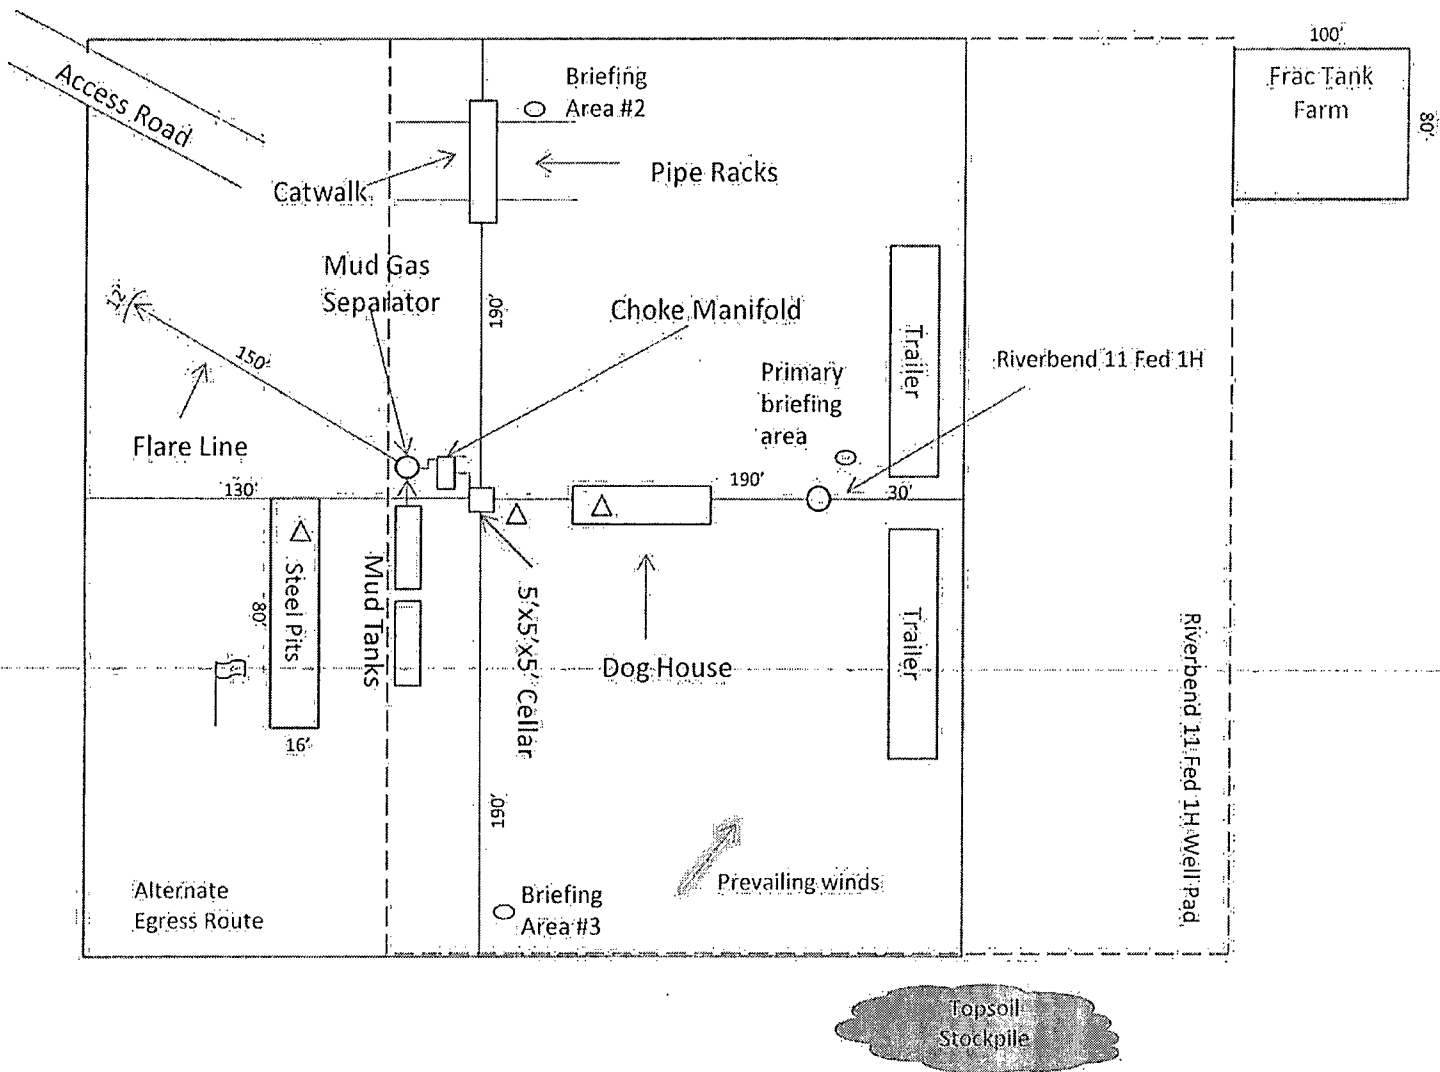 100'
Access Road
Briefing
Area #2
Frac Tank
Farm
80'
Catwalk
Pipe Racks
Mud Gas
Separator
12'
190'
Choke Manifold
150'
Trailer
Riverbend 11 Fed 1H
Primary
briefing
area
Flare Line
130'
190'
30'
Steel Pits
80'
Mud Tanks
5'x5'x5' Cellar
Dog House
Trailer
Riverbend 11 Fed 1H Well Pad
16'
190'
Alternate
Egress Route
Briefing
Area #3
Prevailing winds
Topsoil
Stockpile